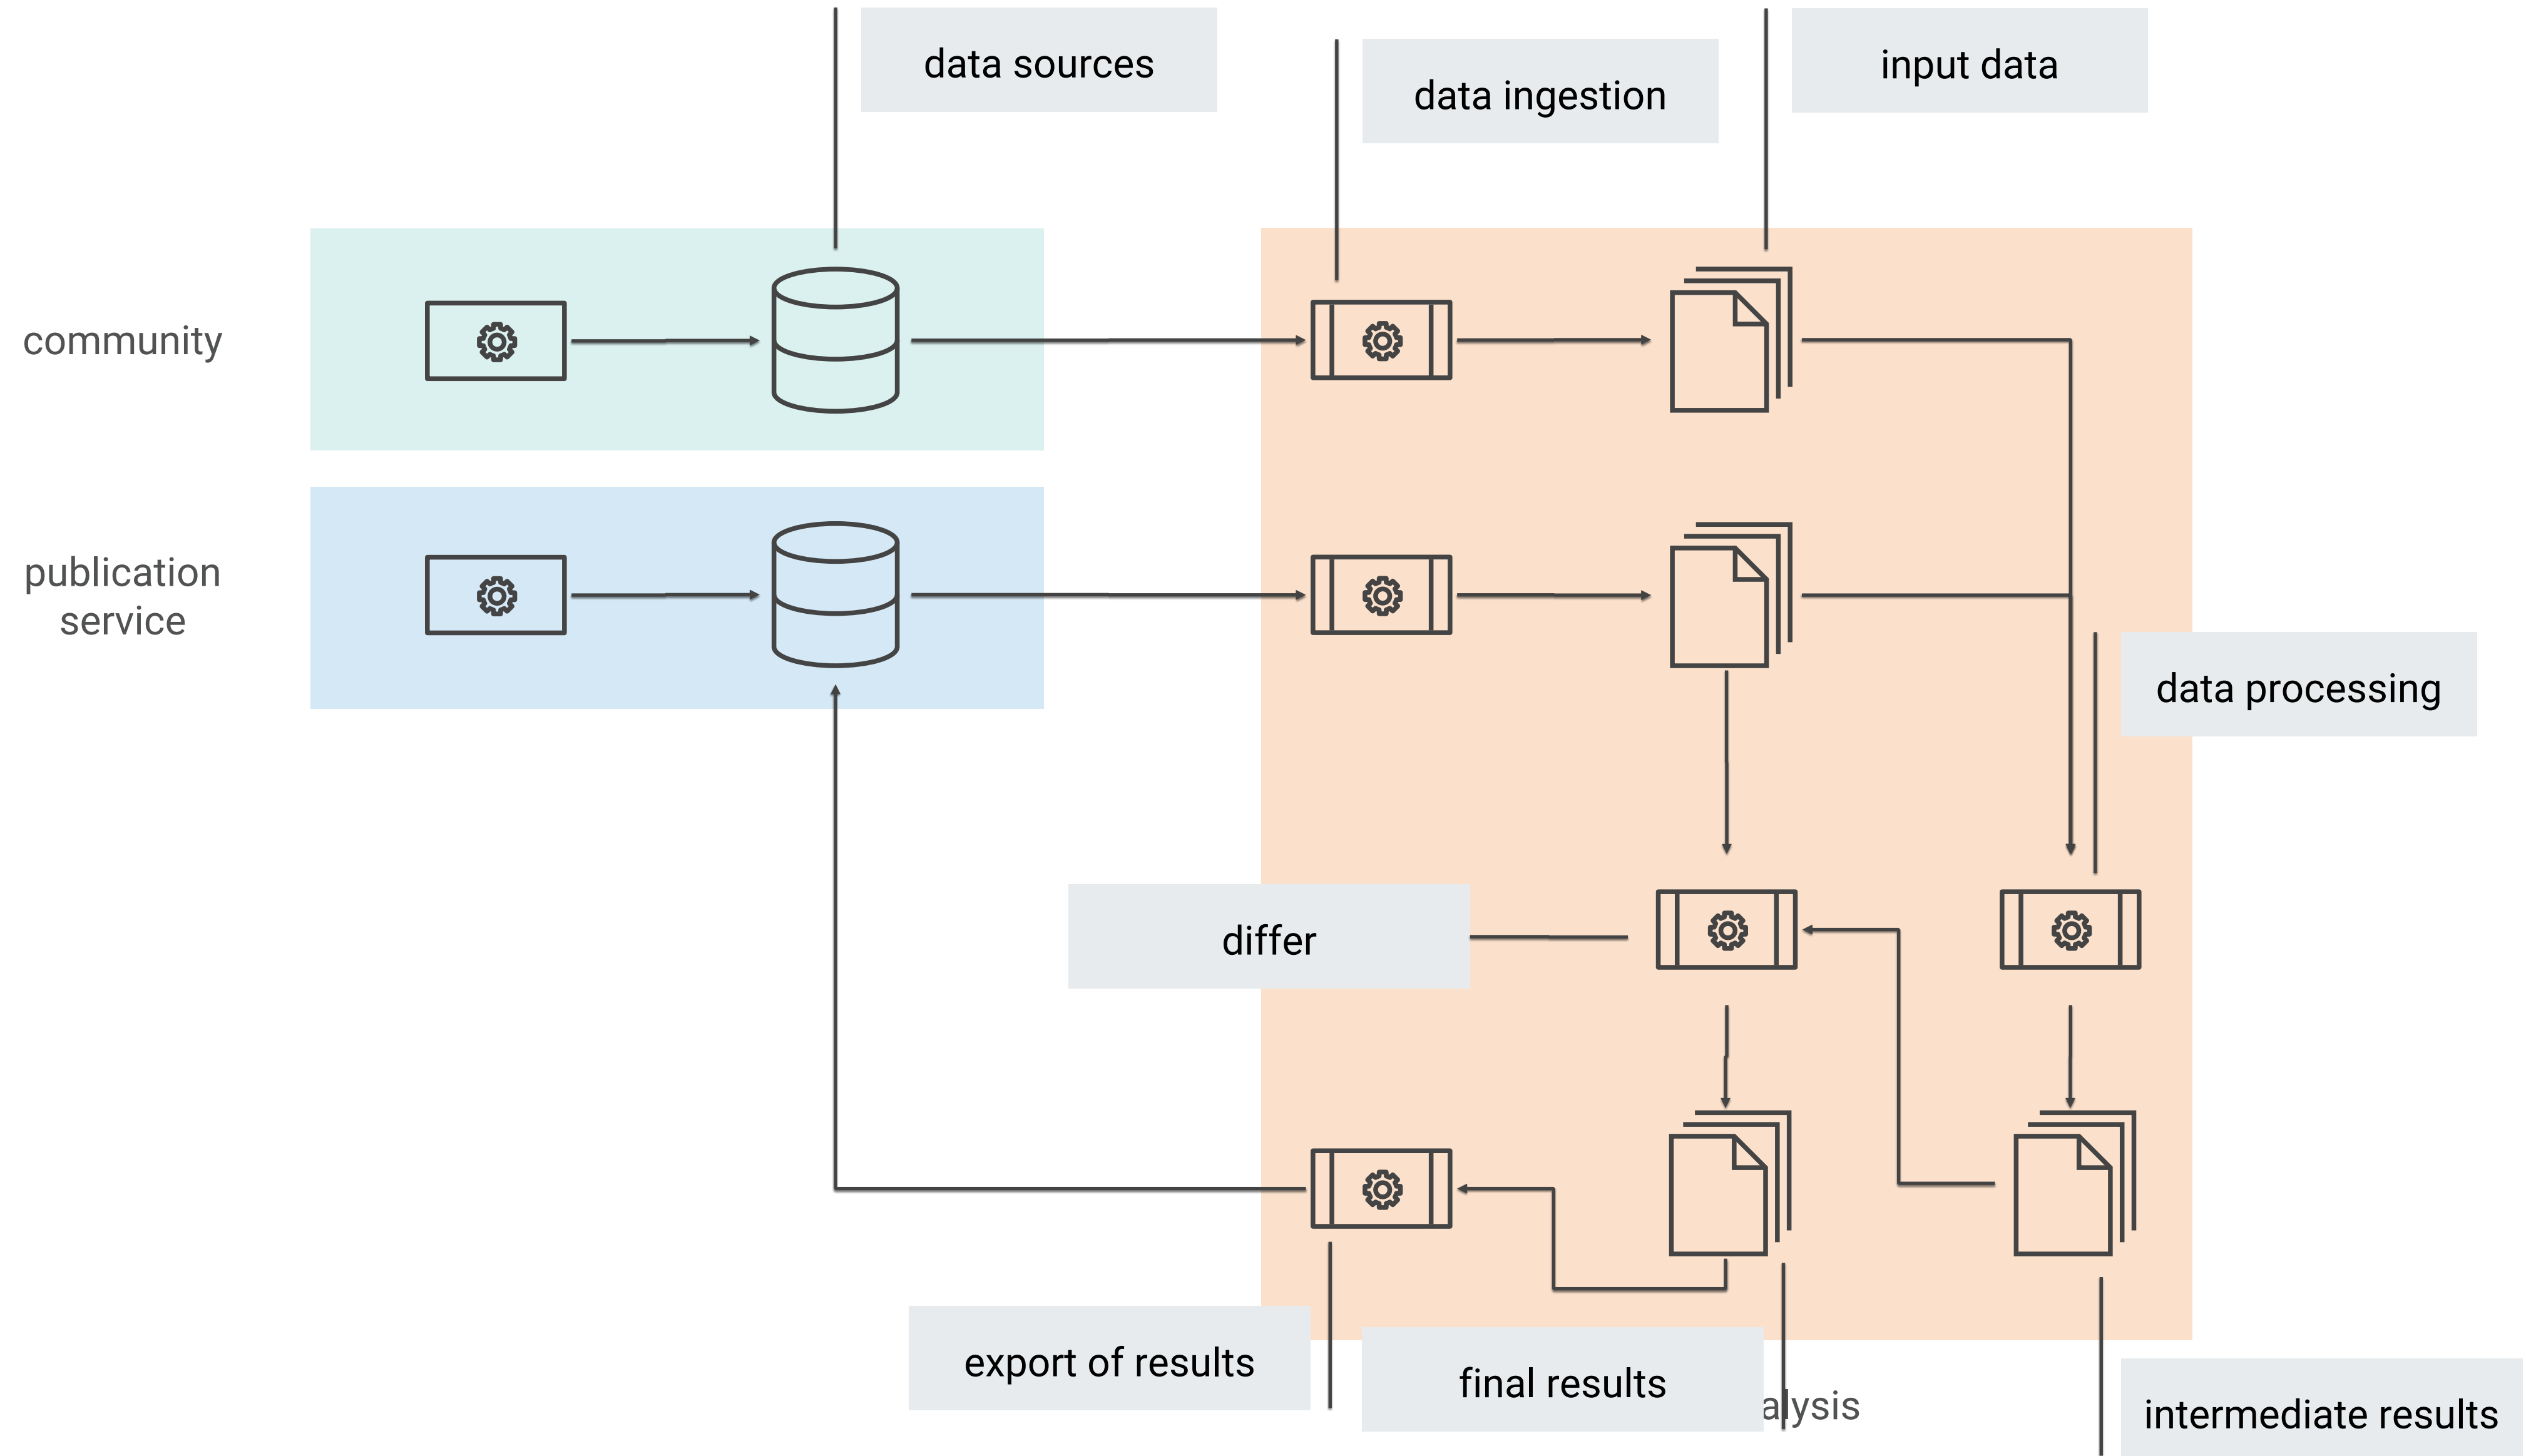 data sources
data ingestion
input data
community
publication
service
data processing
differ
export of results
final results
alysis
intermediate results